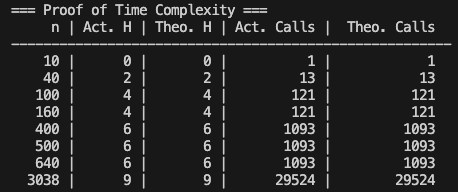 === Proof of Time Complexity ===
n | Act. H | Theo. H | Act. Calls | Theo. Calls
-------------------------------------------------------
10 | 0 | 0 | 1 | 1
40 | 2 | 2 | 13 | 13
100 | 4 | 4 | 121 | 121
160 | 4 | 4 | 121 | 121
400 | 6 | 6 | 1093 | 1093
500 | 6 | 6 | 1093 | 1093
640 | 6 | 6 | 1093 | 1093
3038 | 9 | 9 | 29524 | 29524